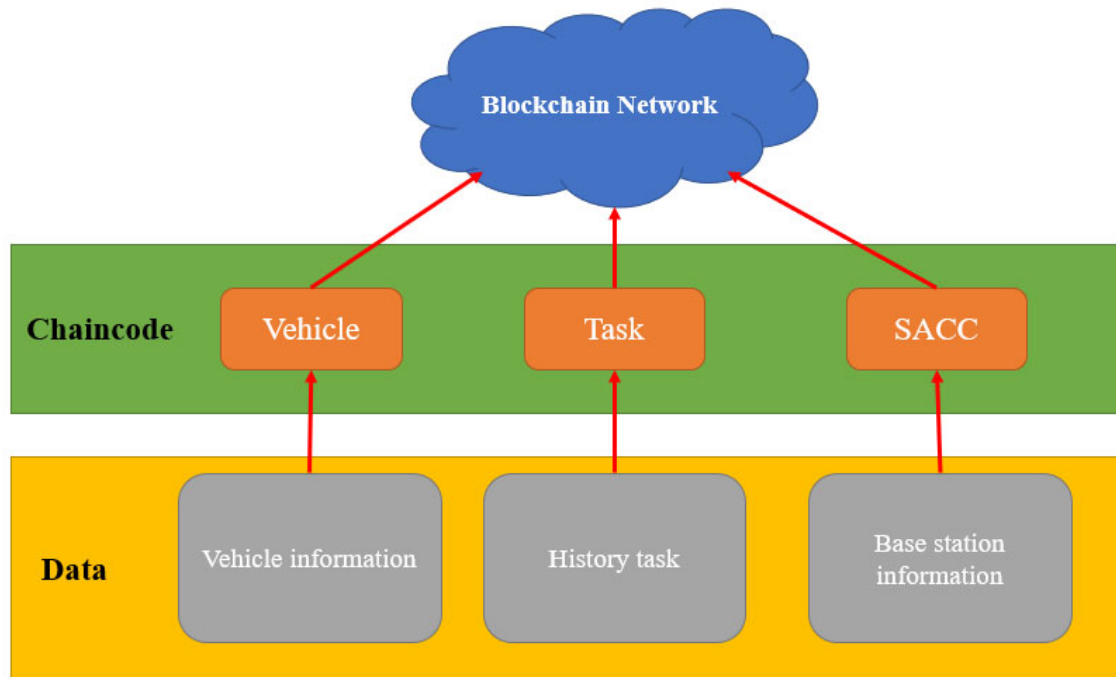 Blockchain Network
Chaincode
Vehicle
Task
SACC
Data
Vehicle information
History task
Base station
information